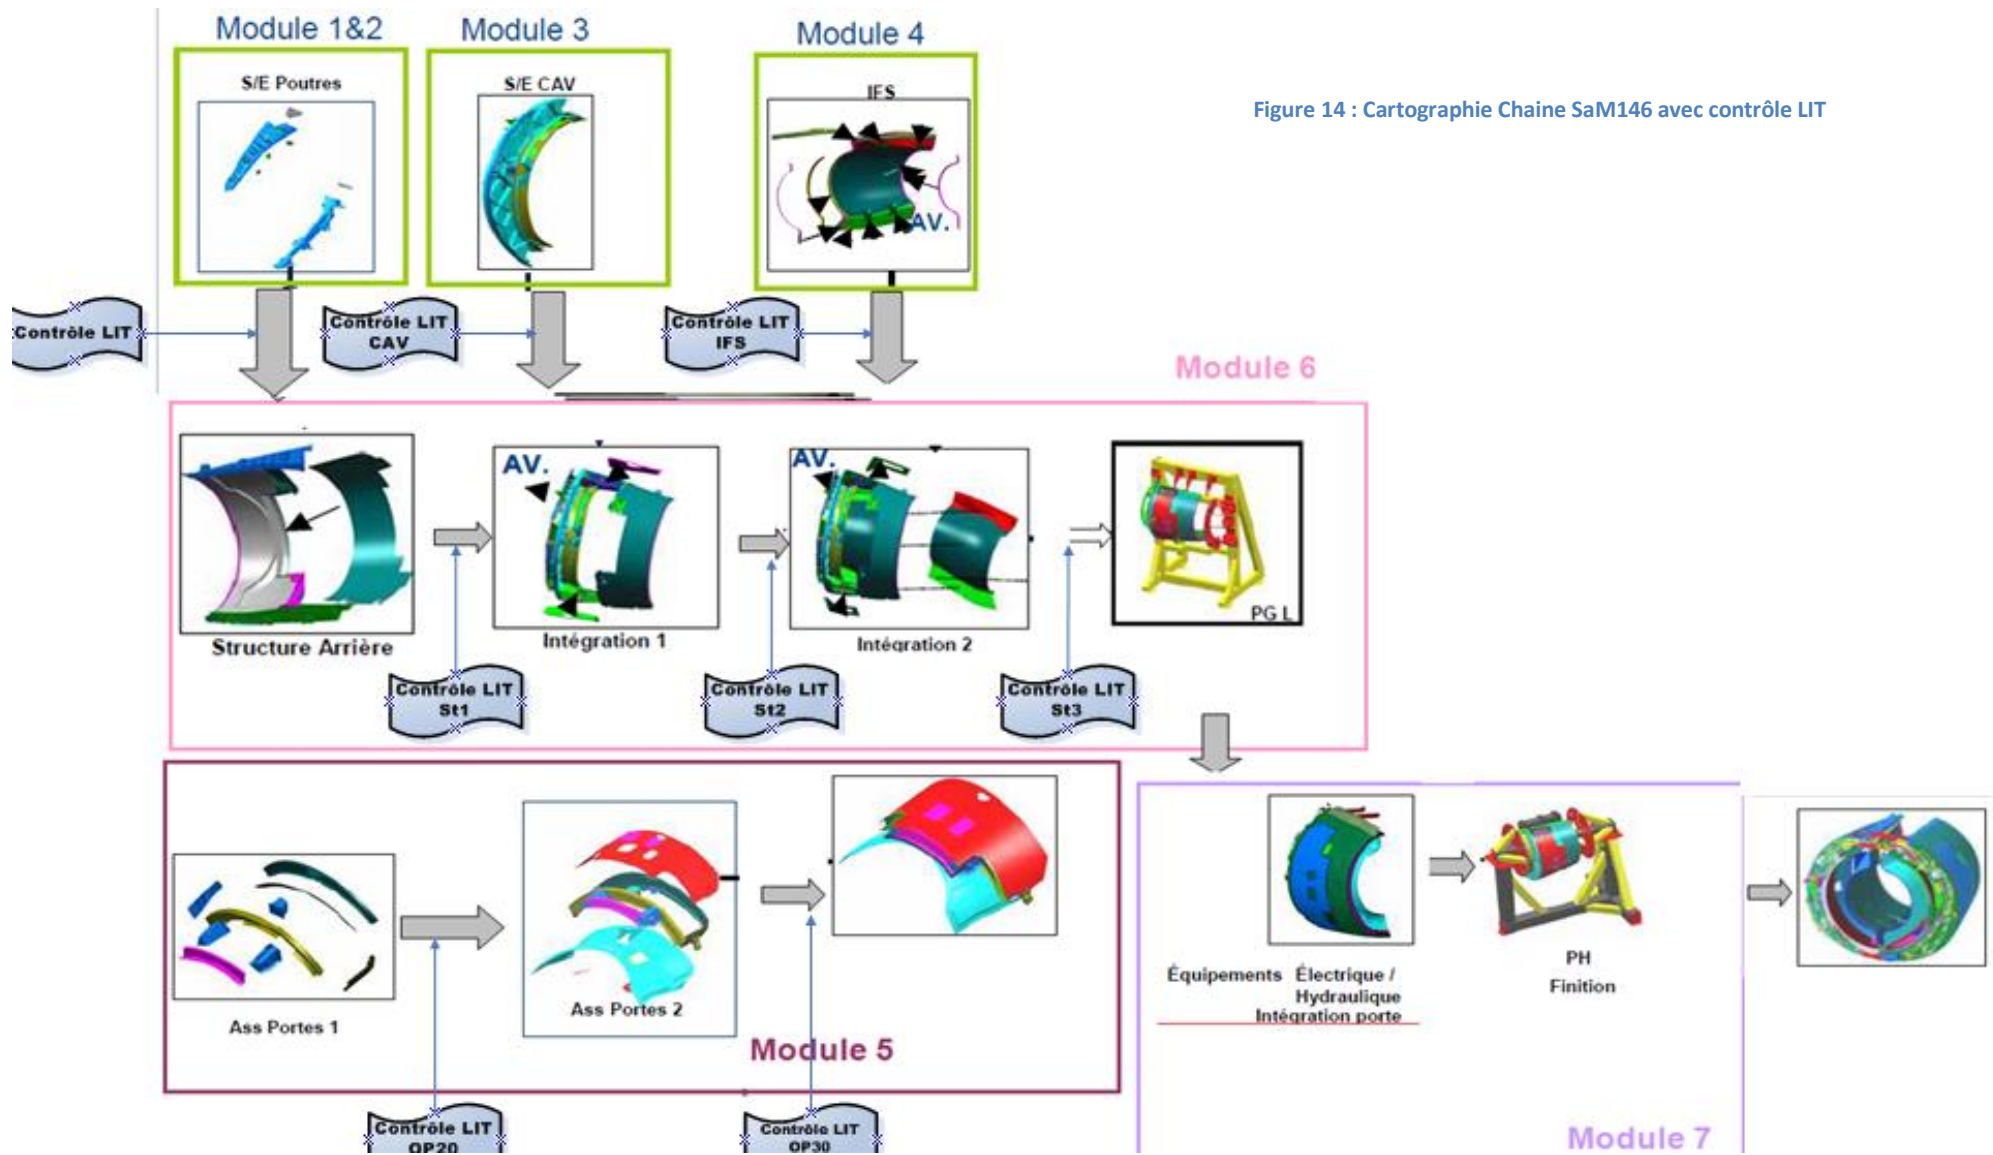 Module 1&2
Module 3
Module 4
S/E Poutres
S/E CAV
IFS
AV.
Figure 14 : Cartographie Chaine SaM146 avec contrôle LIT
Contrôle LIT
Contrôle LIT
CAV
Contrôle LIT
IFS
Module 6
AV.
AV.
PG L
Structure Arrière
Intégration 1
Intégration 2
Contrôle LIT
St1
Contrôle LIT
St2
Contrôle LIT
St3
Ass Portes 1
Ass Portes 2
Module 5
Contrôle LIT
OP20
Contrôle LIT
OP30
Équipements Électrique /
Hydraulique
Intégration porte
PH
Finition
Module 7